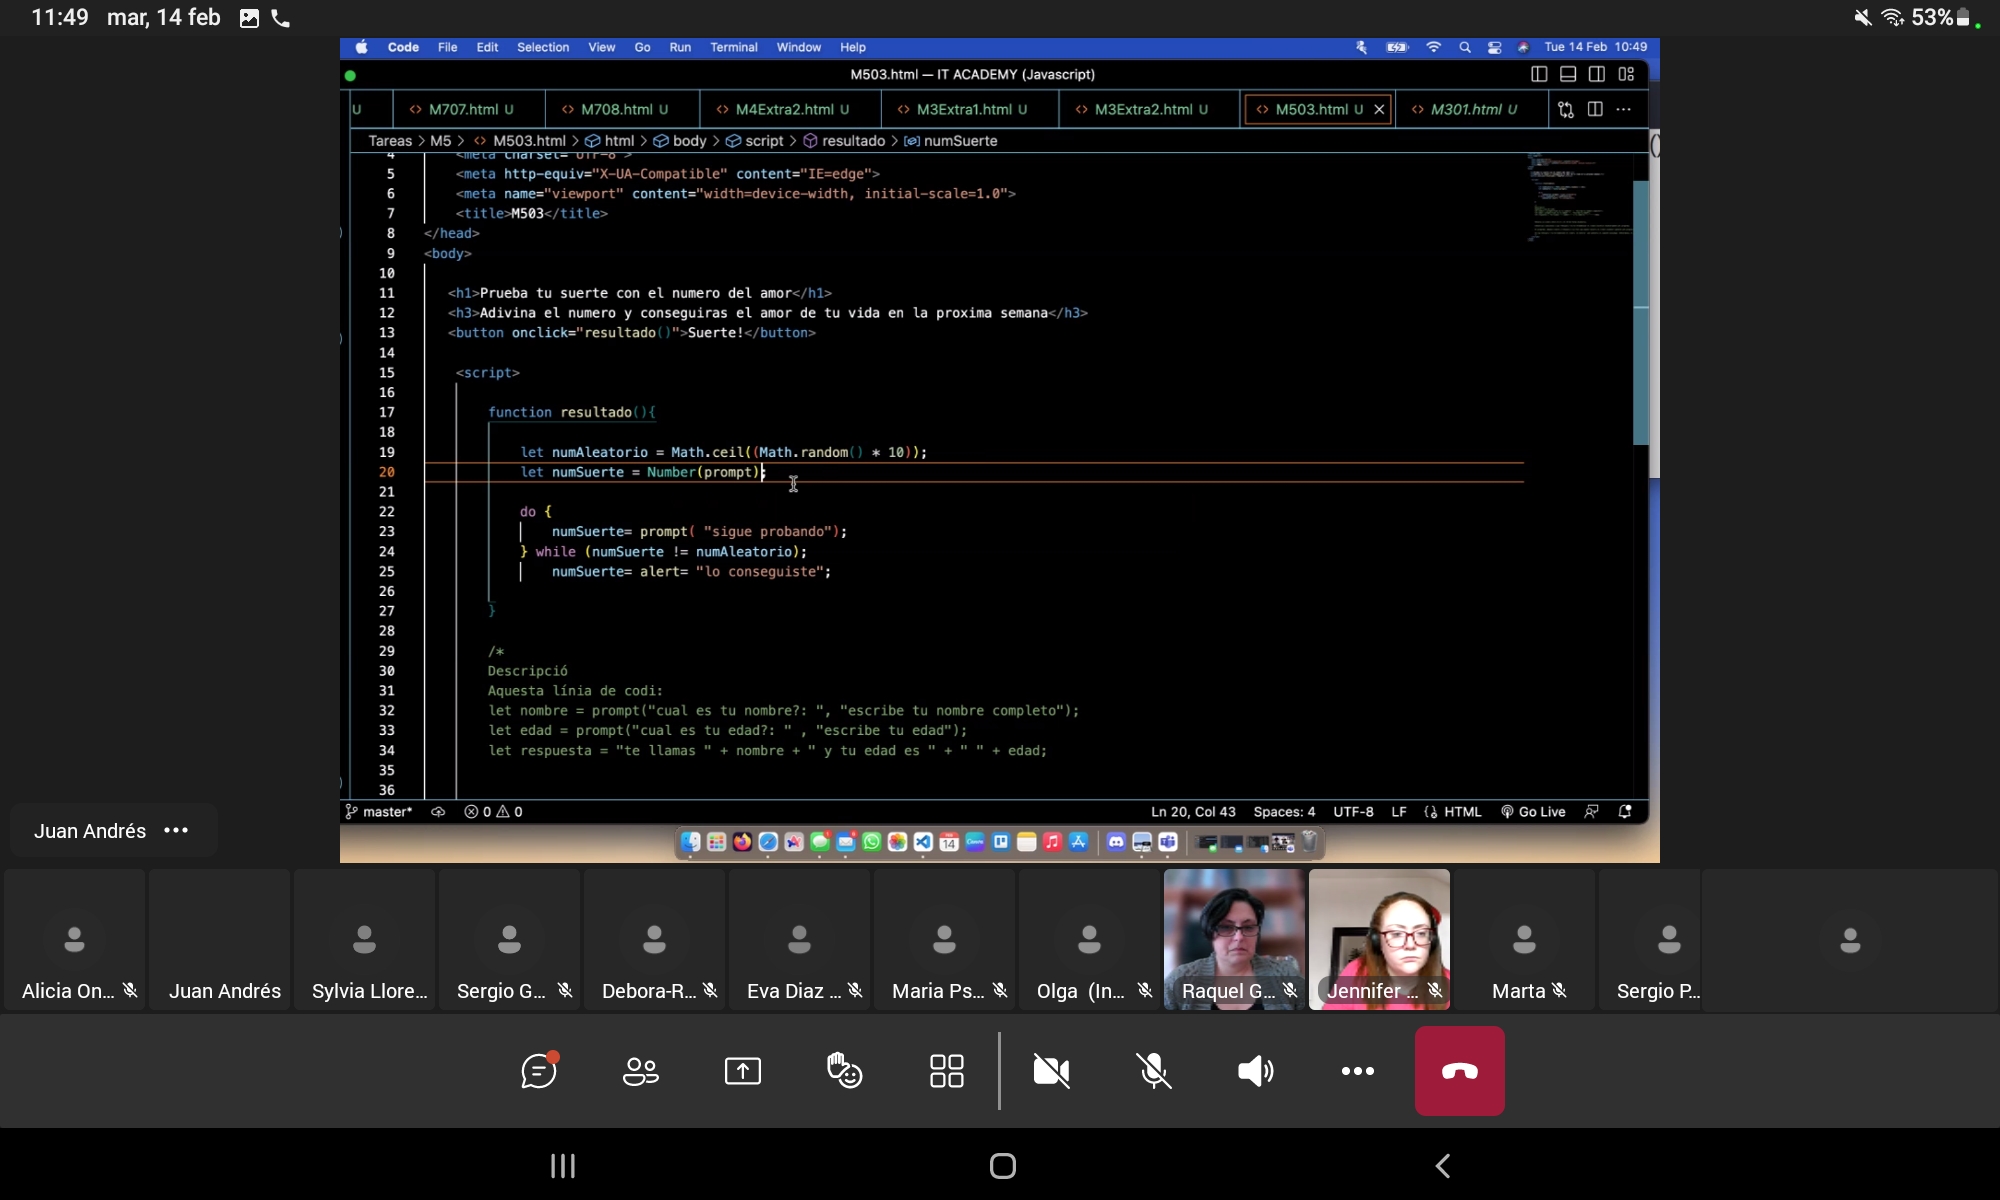 11:49 mar, 14 feb 53%
Code File Edit Selection View Go Run Terminal Window Help Tue 14 Feb 10:49
M503.html — IT ACADEMY (Javascript)
U M707.html U M708.html U M4Extra2.html U M3Extra1.html U M3Extra2.html U M503.html U M301.html U
Tareas > M5 > M503.html > html > body > script > resultado > numSuerte
4 <meta charset="UTF-8">
5 <meta http-equiv="X-UA-Compatible" content="IE=edge">
6 <meta name="viewport" content="width=device-width, initial-scale=1.0">
7 <title>M503</title>
8 </head>
9 <body>
10
11 <h1>Prueba tu suerte con el numero del amor</h1>
12 <h3>Adivina el numero y conseguiras el amor de tu vida en la proxima semana</h3>
13 <button onclick="resultado()">Suerte!</button>
14
15 <script>
16
17 function resultado(){
18
19 let numAleatorio = Math.ceil((Math.random() * 10));
20 let numSuerte = Number(prompt);
21
22 do {
23 numSuerte= prompt( "sigue probando");
24 } while (numSuerte != numAleatorio);
25 numSuerte= alert= "lo conseguiste";
26
27 }
28
29 /*
30 Descripció
31 Aquesta línia de codi:
32 let nombre = prompt("cual es tu nombre?: ", "escribe tu nombre completo");
33 let edad = prompt("cual es tu edad?: " , "escribe tu edad");
34 let respuesta = "te llamas " + nombre + " y tu edad es " + " " + edad;
35
36
master* 0 0 Ln 20, Col 43 Spaces: 4 UTF-8 LF HTML Go Live
14
Juan Andrés •••
Alicia On... Juan Andrés Sylvia Llore... Sergio G... Debora-R... Eva Diaz ... Maria Ps... Olga (In... Raquel G... Jennifer ... Marta Sergio P...